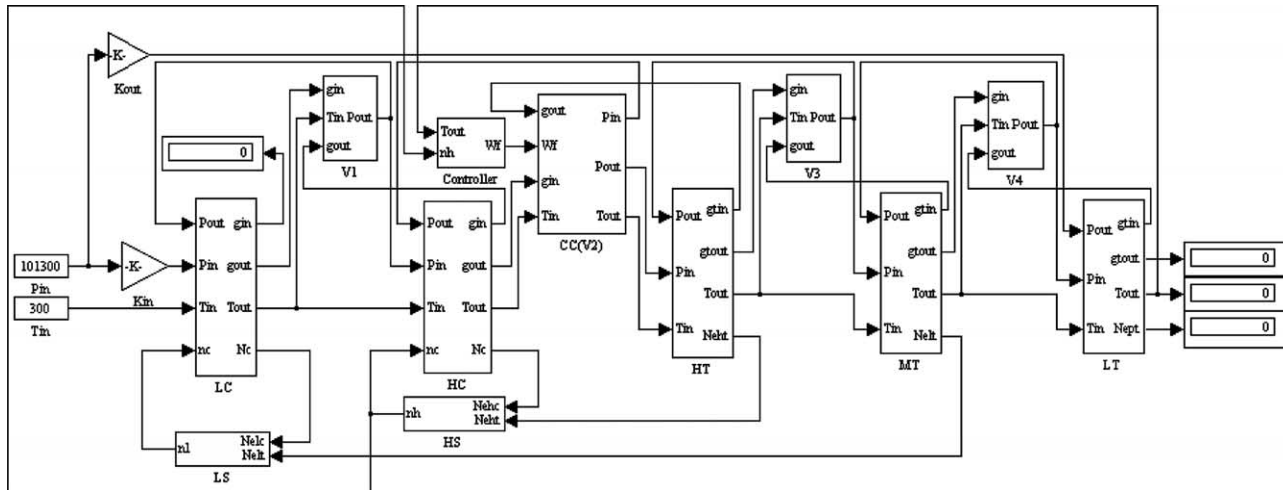 -K-
Kout
gin
Tin Pout
gout
V1
0
Tout
nh
Wf
Controller
gout
Pin
Wf
Pout
gin
Tin
Tout
CC(V2)
gin
Tin Pout
gout
V3
gin
Tin Pout
gout
V4
101300
Pin
300
Tin
-K-
Kin
Pout
gin
Pin
gout
Tin
Tout
nc
Nc
LC
Pout
gin
Pin
gout
Tin
Tout
nc
Nc
HC
Pout
gtin
gtout
Pin
Tout
Tin
Neht
HT
Pout
gtin
gtout
Pin
Tout
Tin
Nelt
MT
Pout
gtin
gtout
Pin
Tout
Tin
Nept
LT
0
0
0
nl
Nelc
Nelt
LS
nh
Nehc
Neht
HS